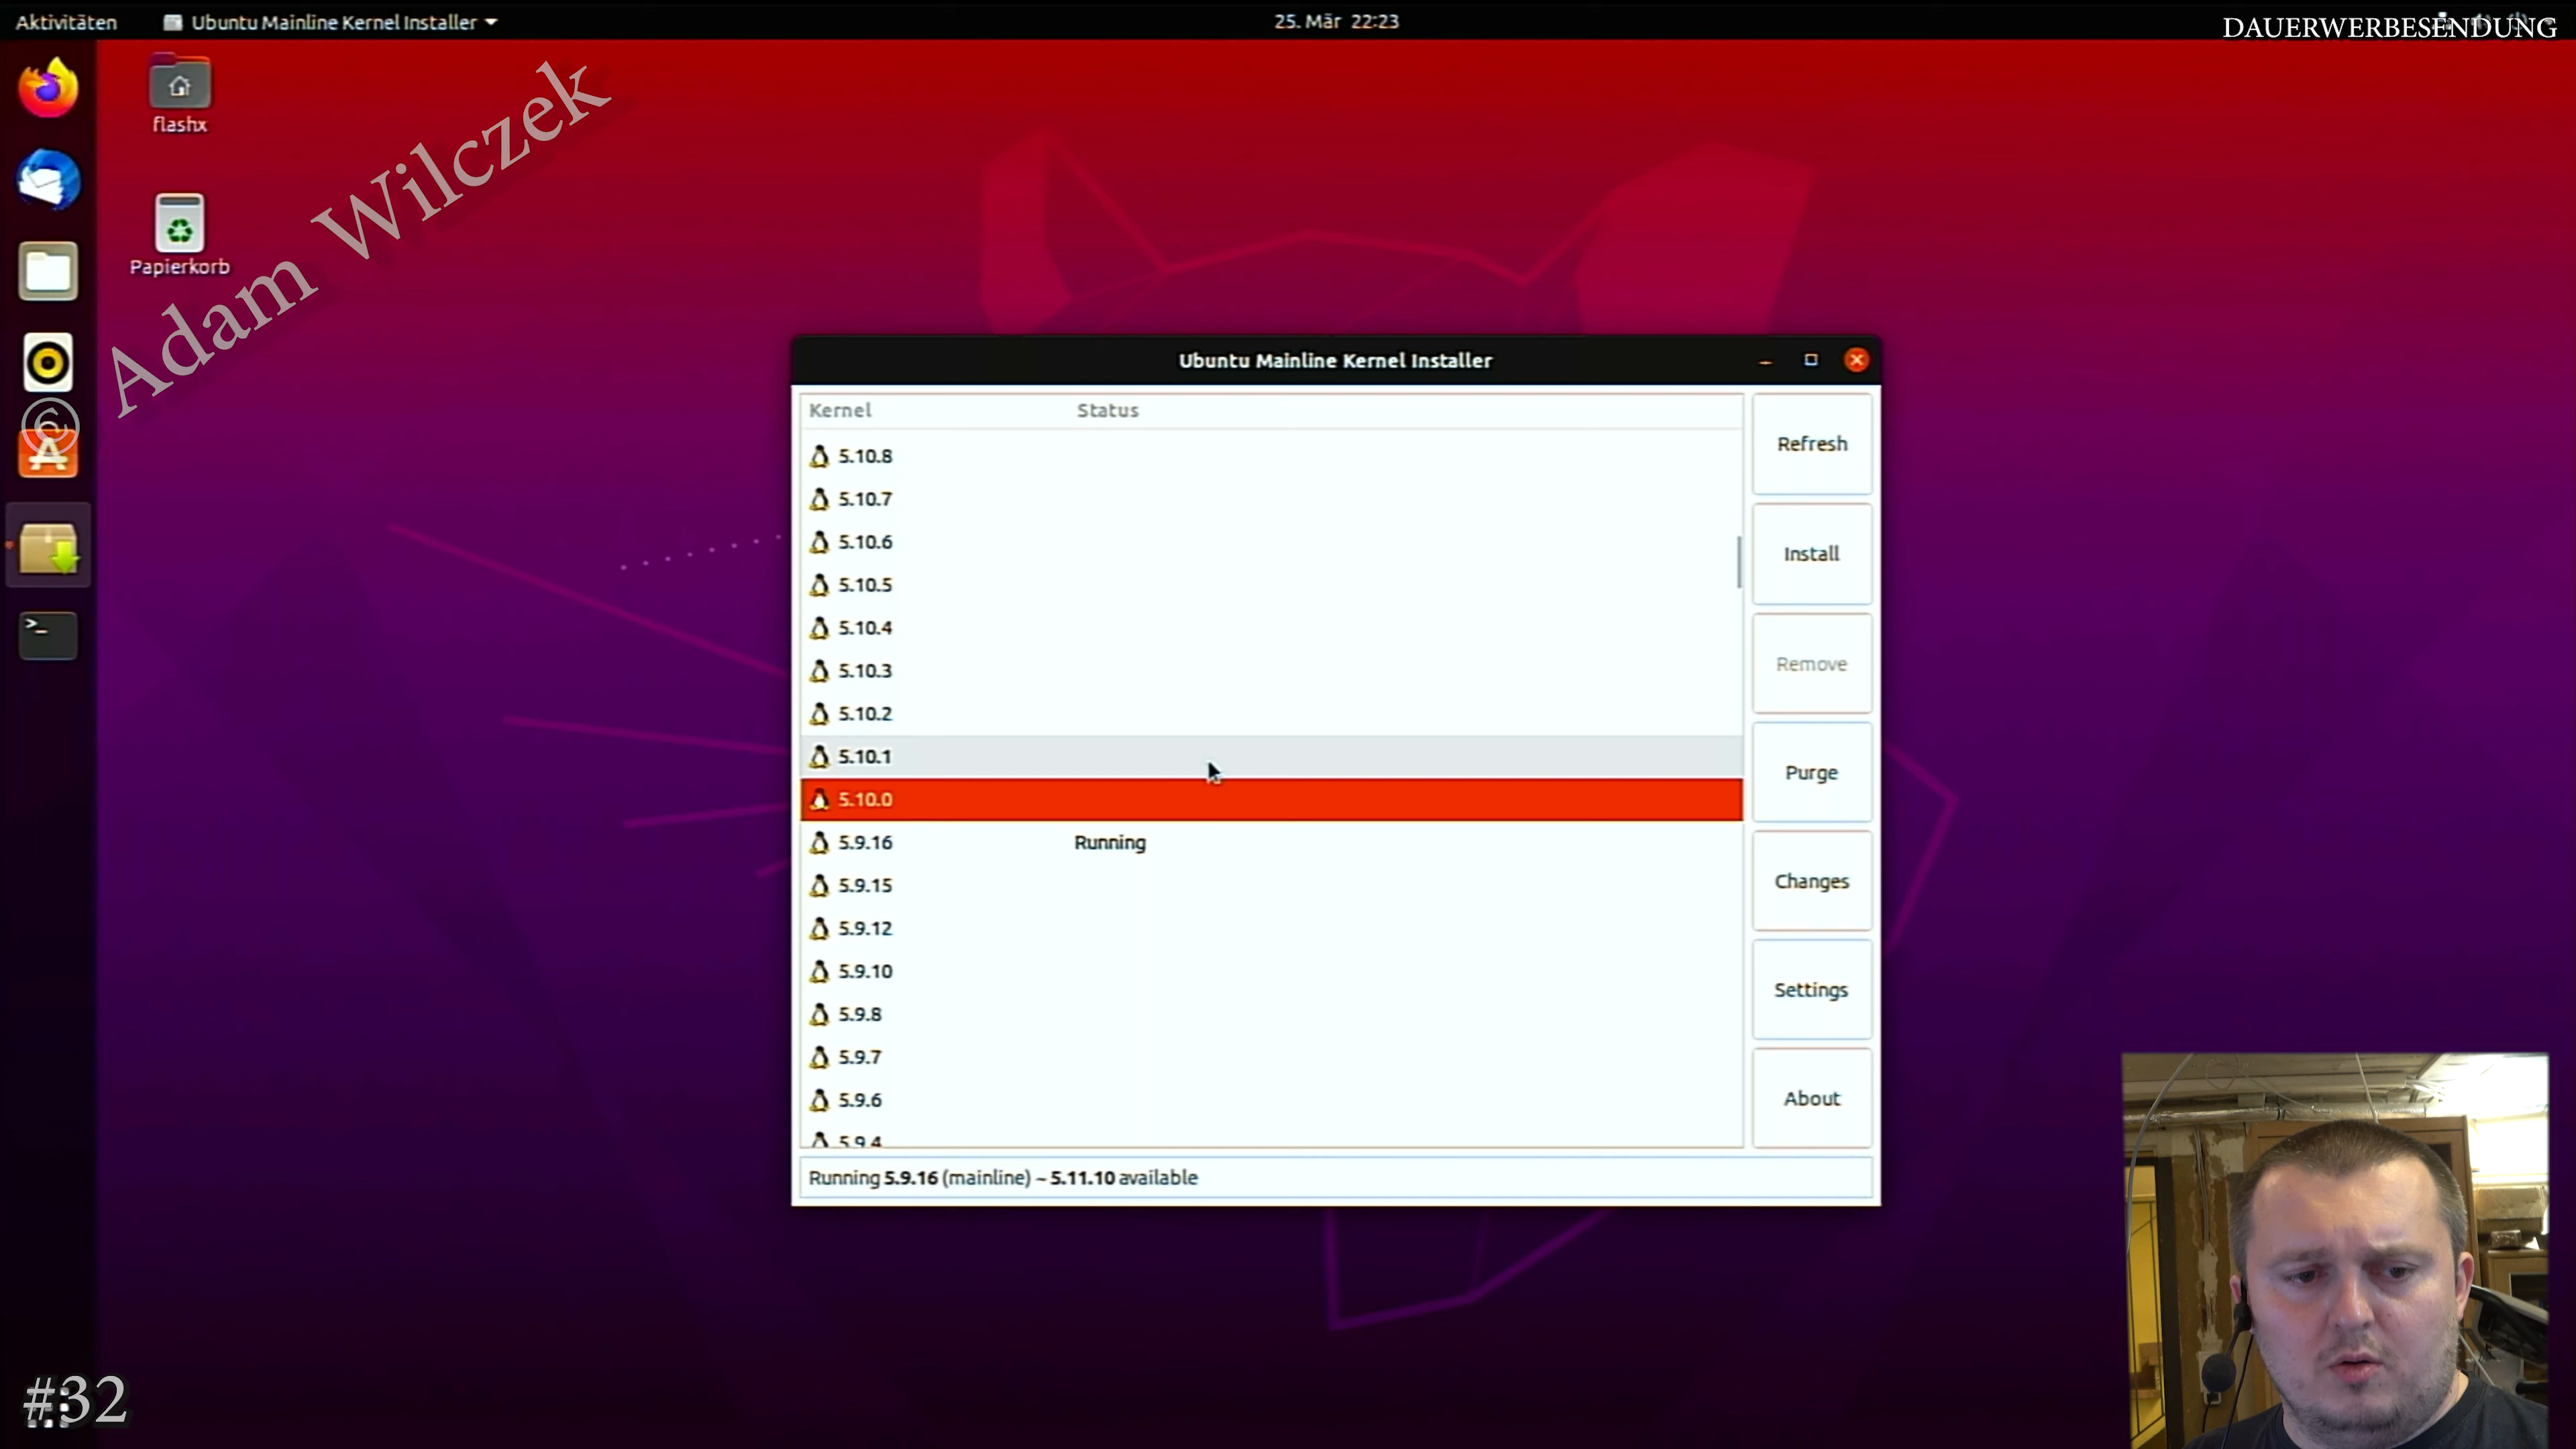 Aktivitäten
Ubuntu Mainline Kernel Installer
25. Mär 22:23
DAUERWERBESENDUNG
flashx
Papierkorb
© Adam Wilczek
Ubuntu Mainline Kernel Installer
Kernel Status
5.10.8
5.10.7
5.10.6
5.10.5
5.10.4
5.10.3
5.10.2
5.10.1
5.10.0
5.9.16 Running
5.9.15
5.9.12
5.9.10
5.9.8
5.9.7
5.9.6
5.9.4
Refresh
Install
Remove
Purge
Changes
Settings
About
Running 5.9.16 (mainline) ~ 5.11.10 available
#32